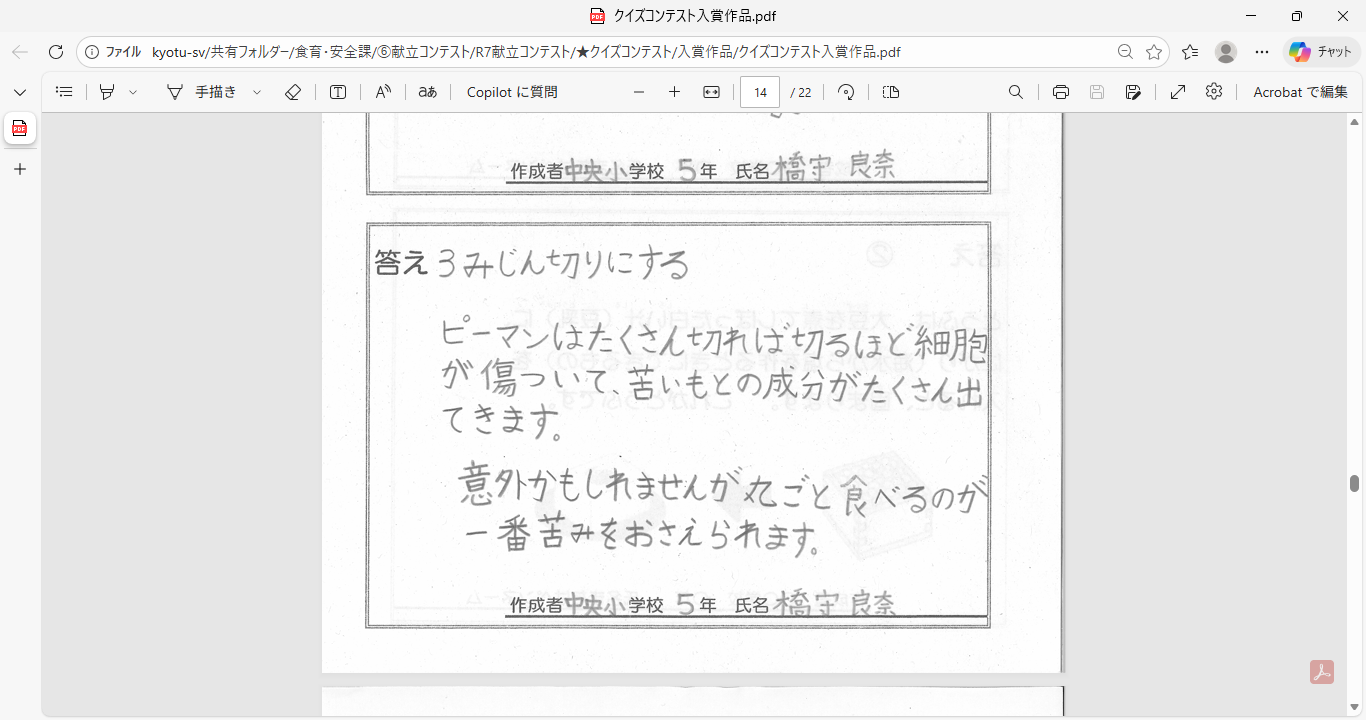 クイズコンテスト入賞作品.pdf
ファイル kyotu-sv/共有フォルダー/食育・安全課/⑥献立コンテスト/R7献立コンテスト/★クイズコンテスト/入賞作品/クイズコンテスト入賞作品.pdf
チャット
手描き
aあ
Copilot に質問
14 / 22
Acrobat で編集
作成者 中央小学校 5年 氏名 橋守 良奈
答え 3 みじん切りにする
ピーマンはたくさん切れば切るほど細胞
が傷ついて、苦いもとの成分がたくさん出
てきます。
意外かもしれませんが丸ごと食べるのが
一番苦みをおさえられます。
作成者 中央小学校 5年 氏名 橋守 良奈